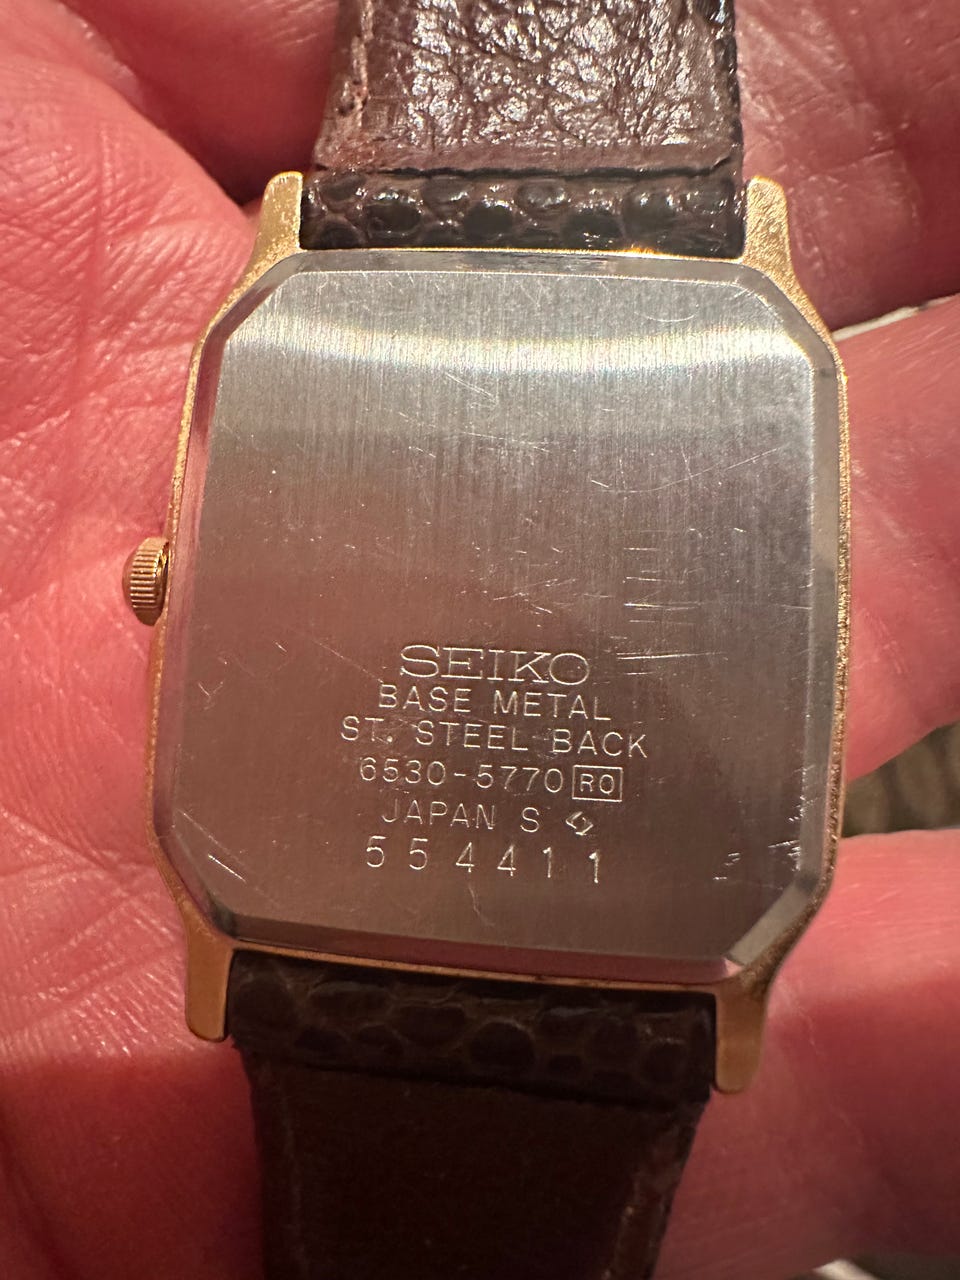 SEIKO
BASE METAL
ST. STEEL BACK
6530-5770 RO
JAPAN S
554411